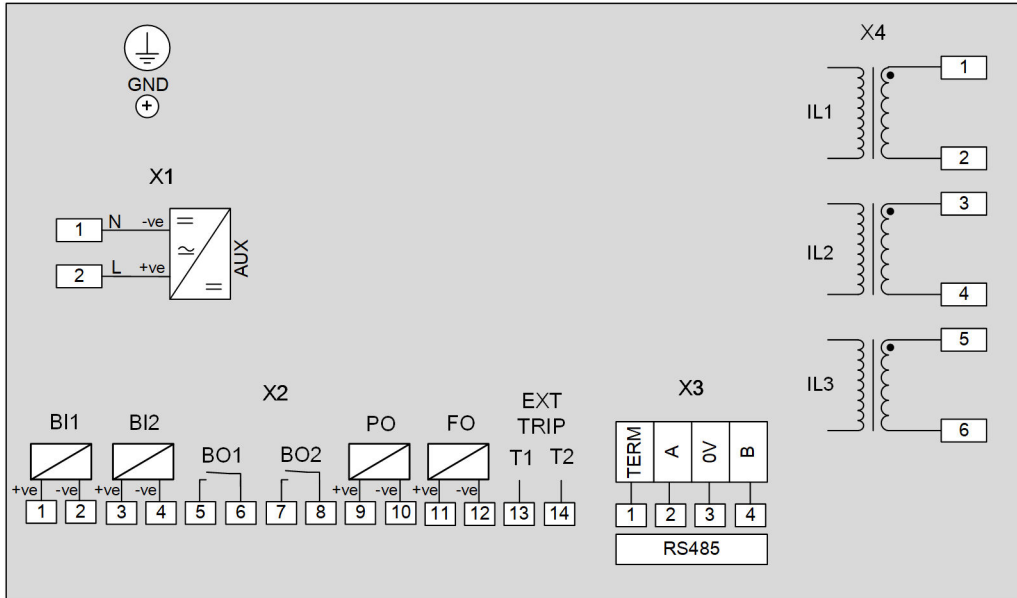 GND
X1
1 N -ve
2 L +ve
AUX
X4
IL1
1
2
IL2
3
4
IL3
5
6
X2
BI1 BI2 BO1 BO2 PO FO EXT
TRIP
T1 T2
+ve -ve +ve -ve +ve -ve +ve -ve
1 2 3 4 5 6 7 8 9 10 11 12 13 14
X3
TERM A 0V B
1 2 3 4
RS485